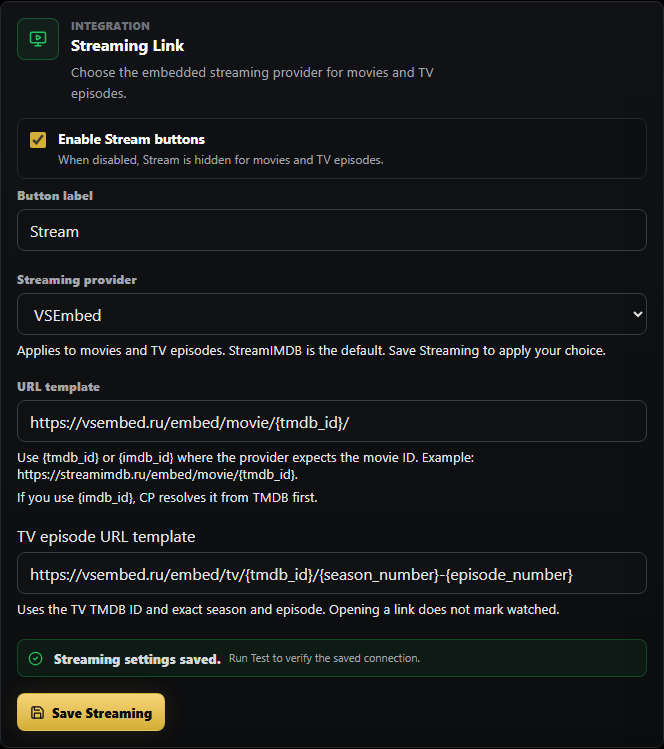 INTEGRATION
Streaming Link
Choose the embedded streaming provider for movies and TV
episodes.
Enable Stream buttons
When disabled, Stream is hidden for movies and TV episodes.
Button label
Stream
Streaming provider
VSEmbed
Applies to movies and TV episodes. StreamIMDB is the default. Save Streaming to apply your choice.
URL template
https://vsembed.ru/embed/movie/{tmdb_id}/
Use {tmdb_id} or {imdb_id} where the provider expects the movie ID. Example:
https://streamimdb.ru/embed/movie/{tmdb_id}.
If you use {imdb_id}, CP resolves it from TMDB first.
TV episode URL template
https://vsembed.ru/embed/tv/{tmdb_id}/{season_number}-{episode_number}
Uses the TV TMDB ID and exact season and episode. Opening a link does not mark watched.
Streaming settings saved. Run Test to verify the saved connection.
Save Streaming